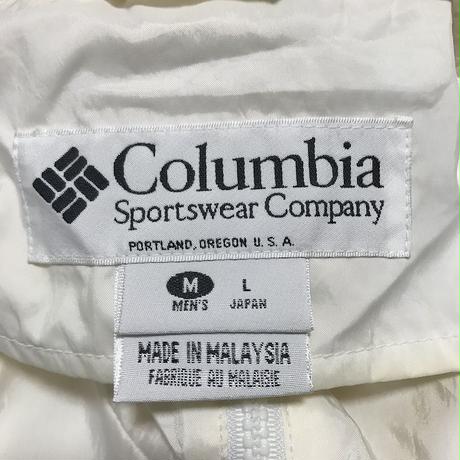 Columbia
Sportswear Company
PORTLAND, OREGON U.S.A.
M L
MEN'S JAPAN
MADE IN MALAYSIA
FABRIQUE AU MALAISIE